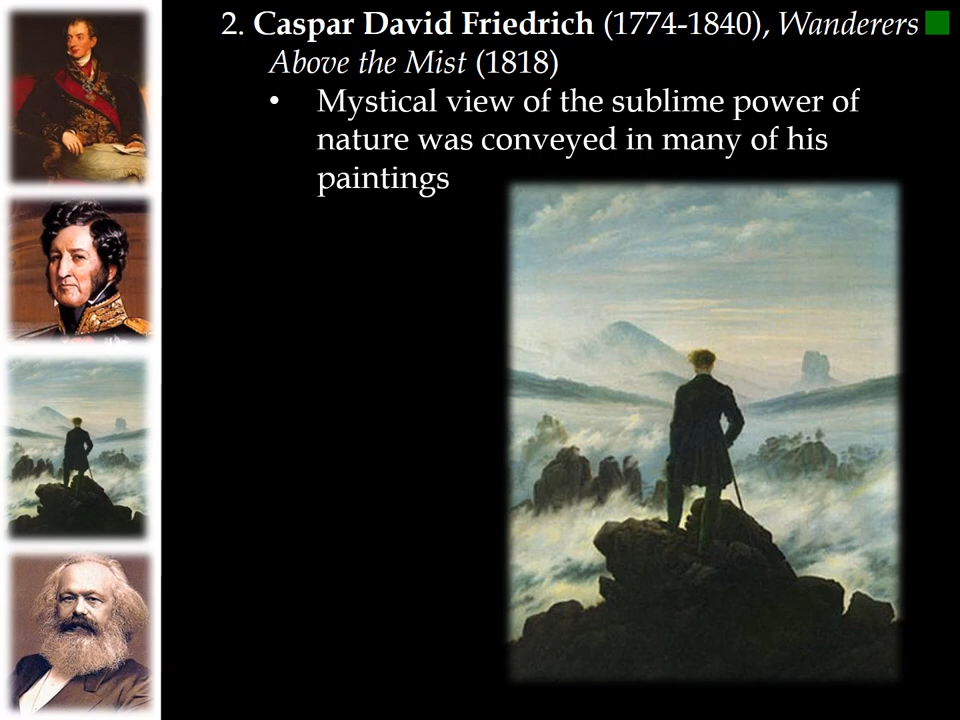 2. Caspar David Friedrich (1774-1840), Wanderers
Above the Mist (1818)
• Mystical view of the sublime power of
nature was conveyed in many of his
paintings